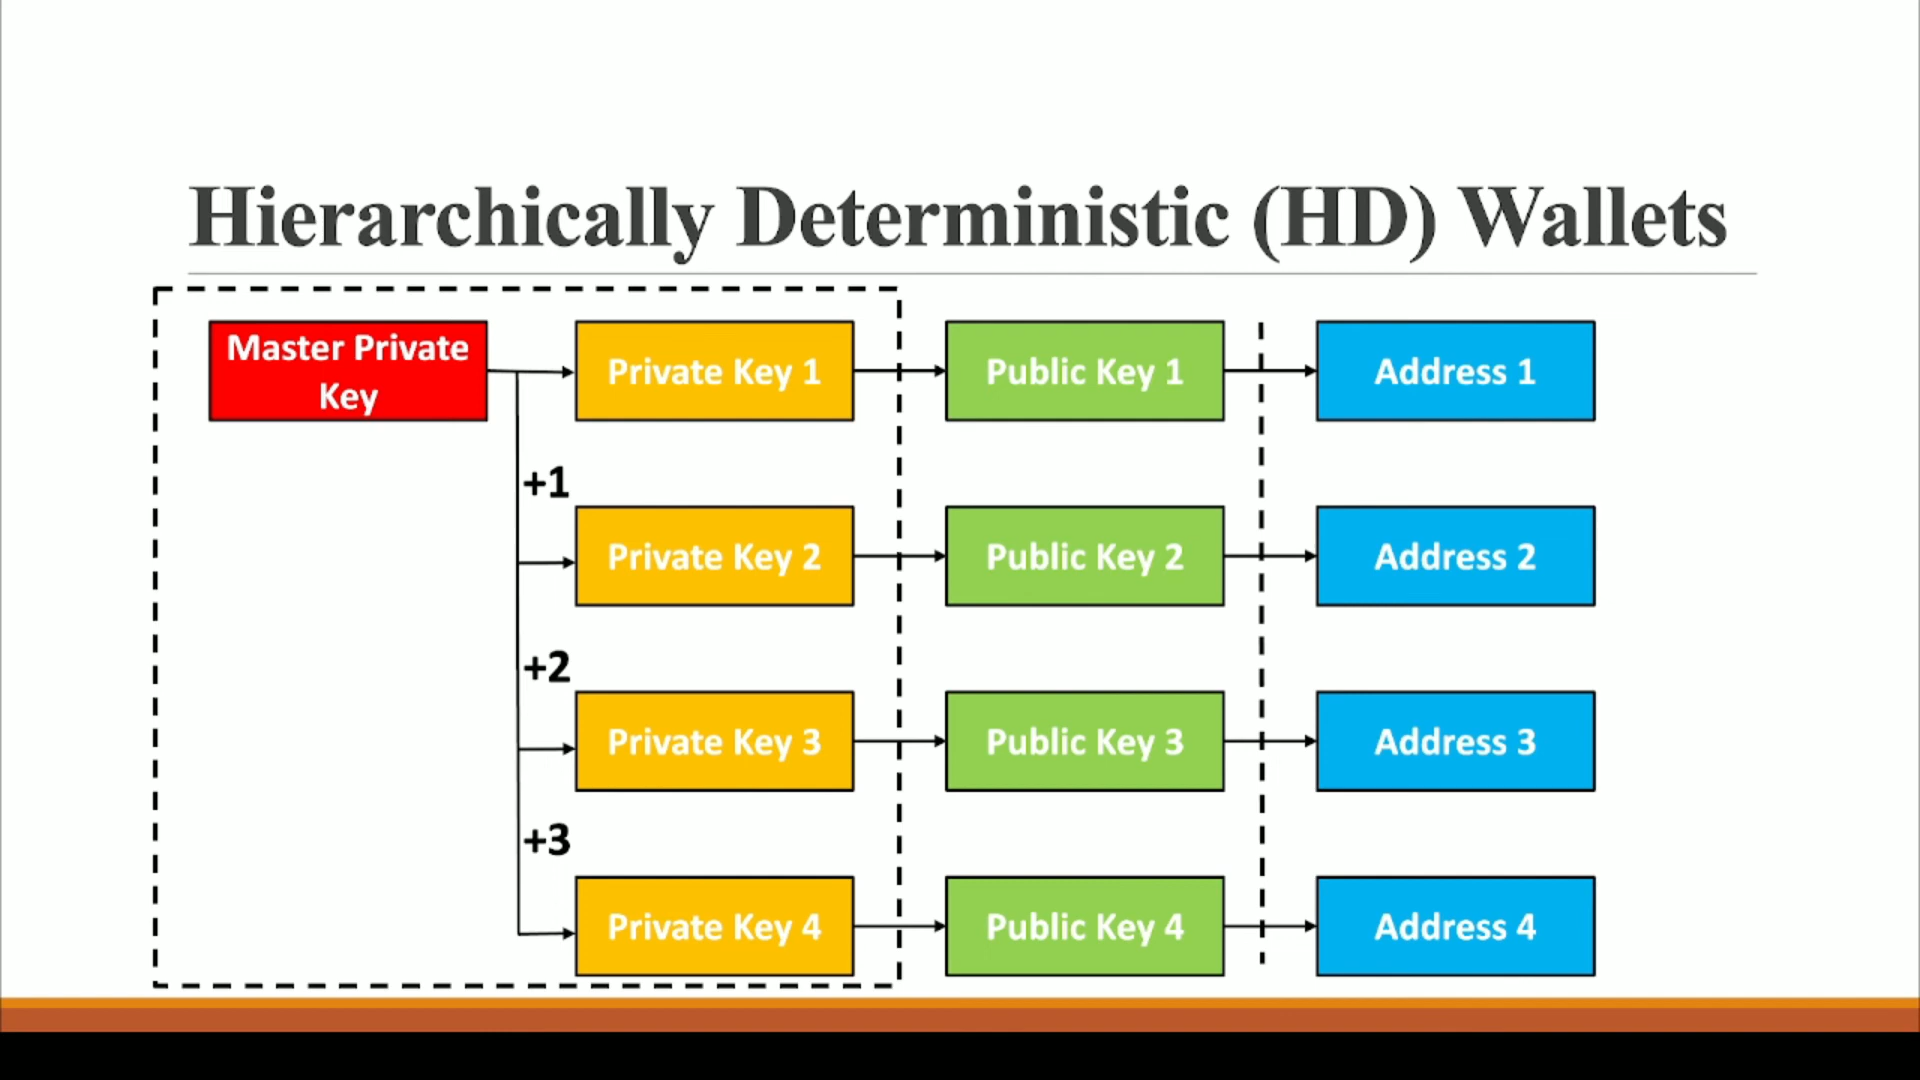 Hierarchically Deterministic (HD) Wallets
Master Private
Key
Private Key 1
Public Key 1
Address 1
+1
Private Key 2
Public Key 2
Address 2
+2
Private Key 3
Public Key 3
Address 3
+3
Private Key 4
Public Key 4
Address 4